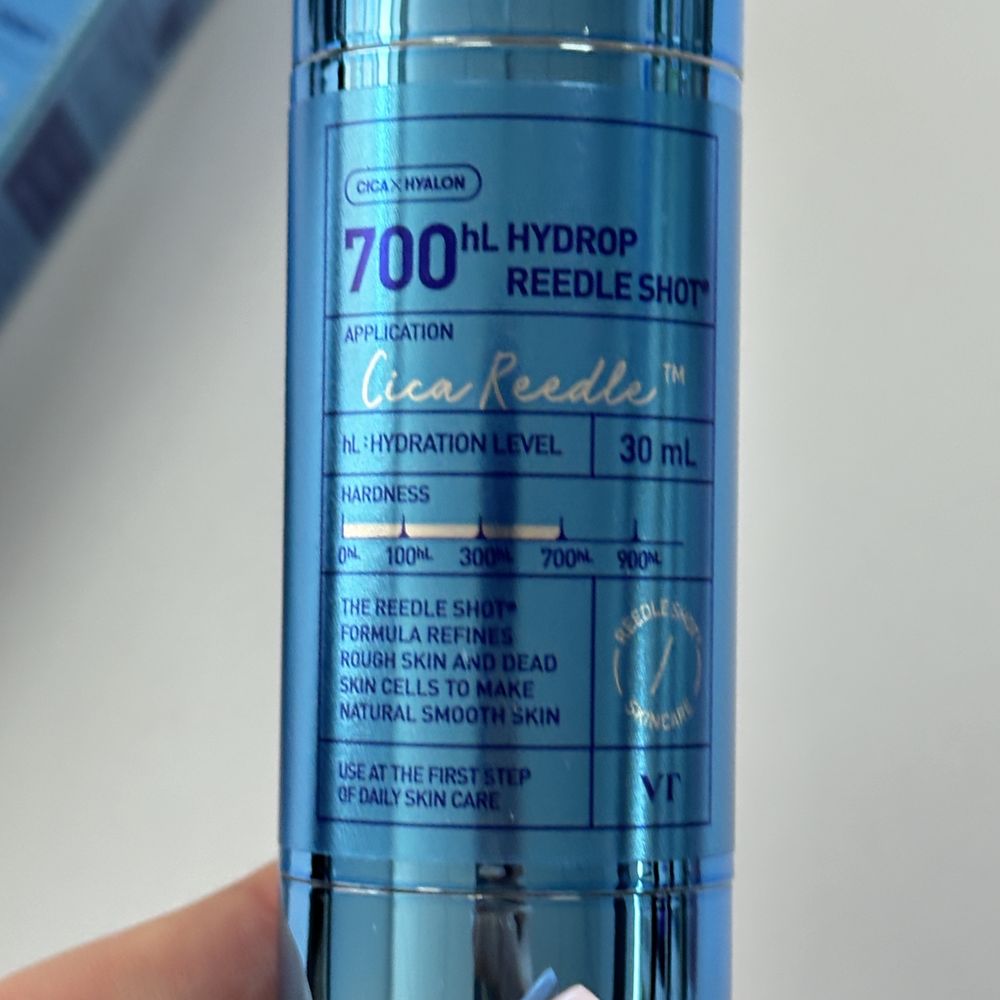 CICA×HYALON
700hL HYDROP
REEDLE SHOT®
APPLICATION
Cica Reedle™
hL:HYDRATION LEVEL
30 mL
HARDNESS
0hL 100hL 300hL 700hL 900hL
THE REEDLE SHOT®
FORMULA REFINES
ROUGH SKIN AND DEAD
SKIN CELLS TO MAKE
NATURAL SMOOTH SKIN
REEDLE SHOT
SKINCARE
USE AT THE FIRST STEP
OF DAILY SKIN CARE
VT